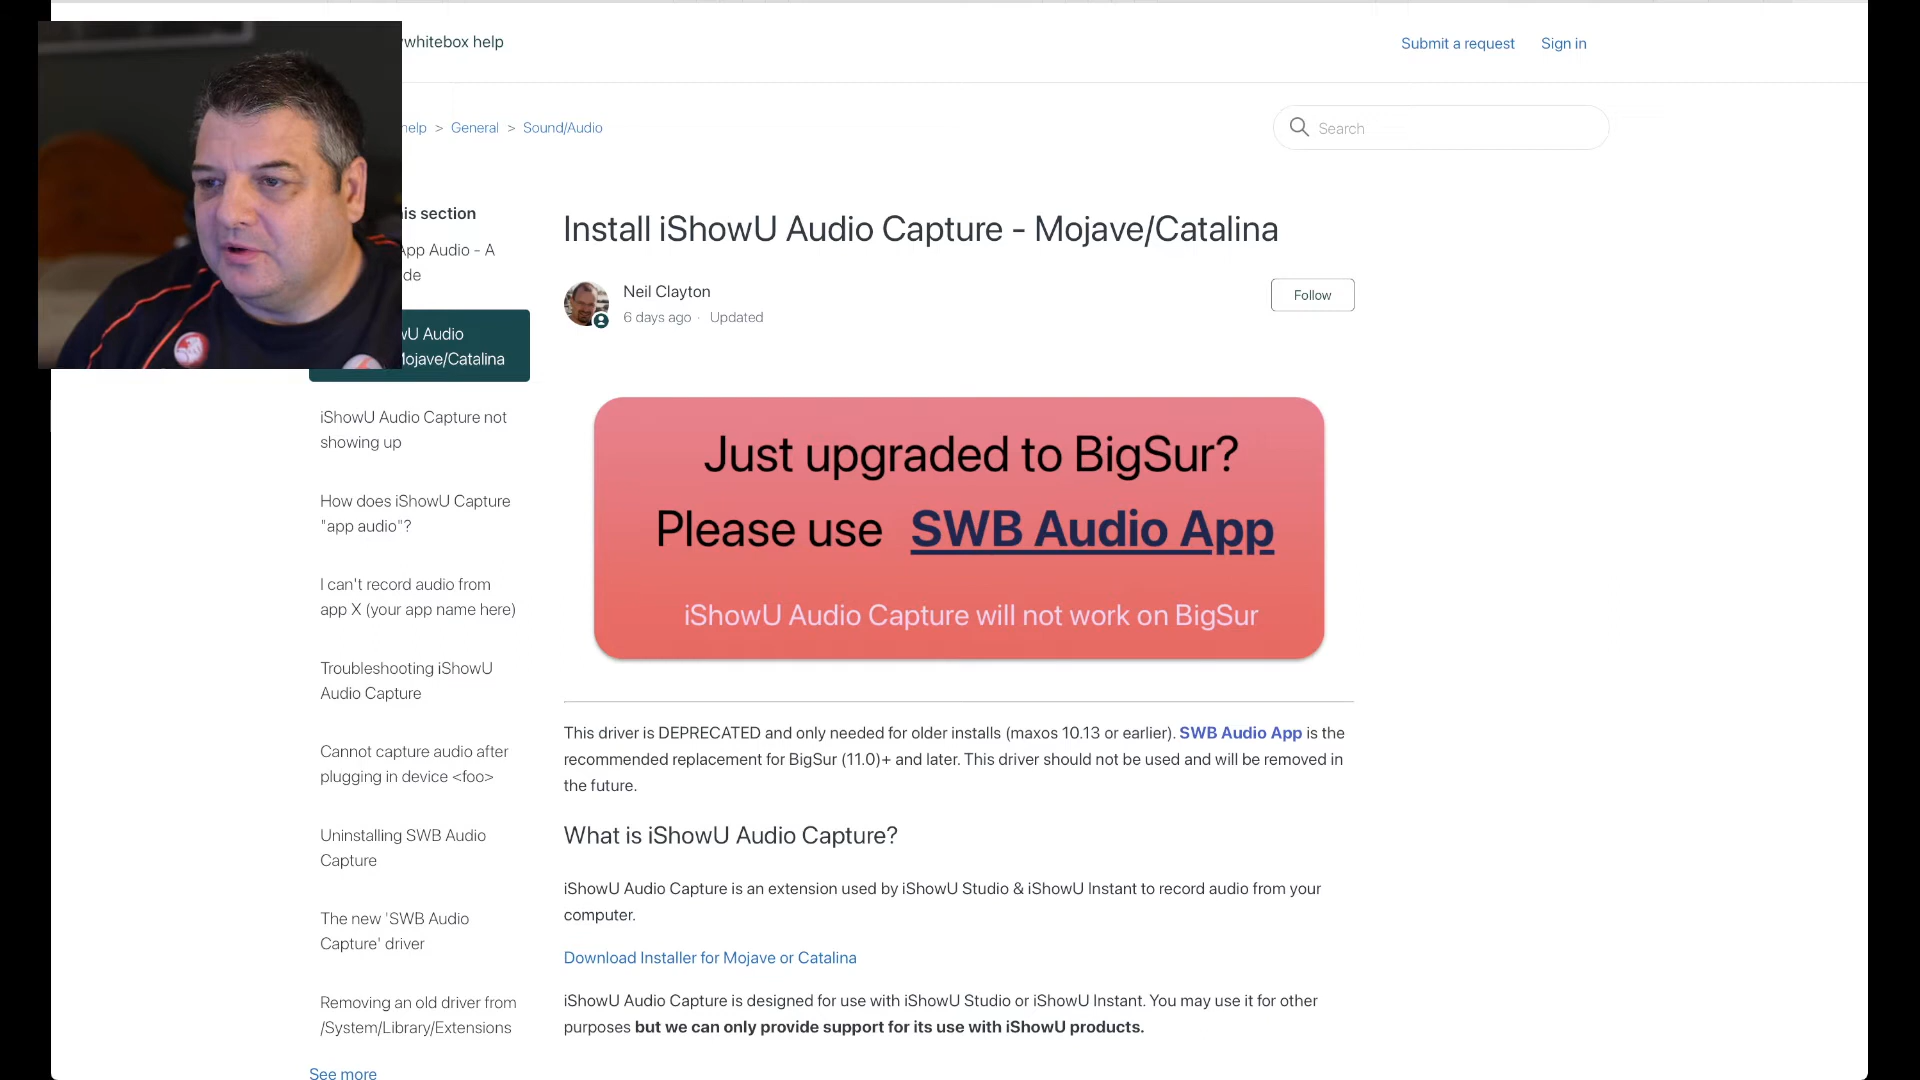 whitebox help
Submit a request
Sign in
help > General > Sound/Audio
Search
is section
App Audio - A
de
wU Audio
Mojave/Catalina
iShowU Audio Capture not
showing up
How does iShowU Capture
"app audio"?
I can't record audio from
app X (your app name here)
Troubleshooting iShowU
Audio Capture
Cannot capture audio after
plugging in device <foo>
Uninstalling SWB Audio
Capture
The new 'SWB Audio
Capture' driver
Removing an old driver from
/System/Library/Extensions
See more
Install iShowU Audio Capture - Mojave/Catalina
Neil Clayton
6 days ago · Updated
Follow
Just upgraded to BigSur?
Please use SWB Audio App
iShowU Audio Capture will not work on BigSur
This driver is DEPRECATED and only needed for older installs (maxos 10.13 or earlier). SWB Audio App is the
recommended replacement for BigSur (11.0)+ and later. This driver should not be used and will be removed in
the future.
What is iShowU Audio Capture?
iShowU Audio Capture is an extension used by iShowU Studio & iShowU Instant to record audio from your
computer.
Download Installer for Mojave or Catalina
iShowU Audio Capture is designed for use with iShowU Studio or iShowU Instant. You may use it for other
purposes but we can only provide support for its use with iShowU products.